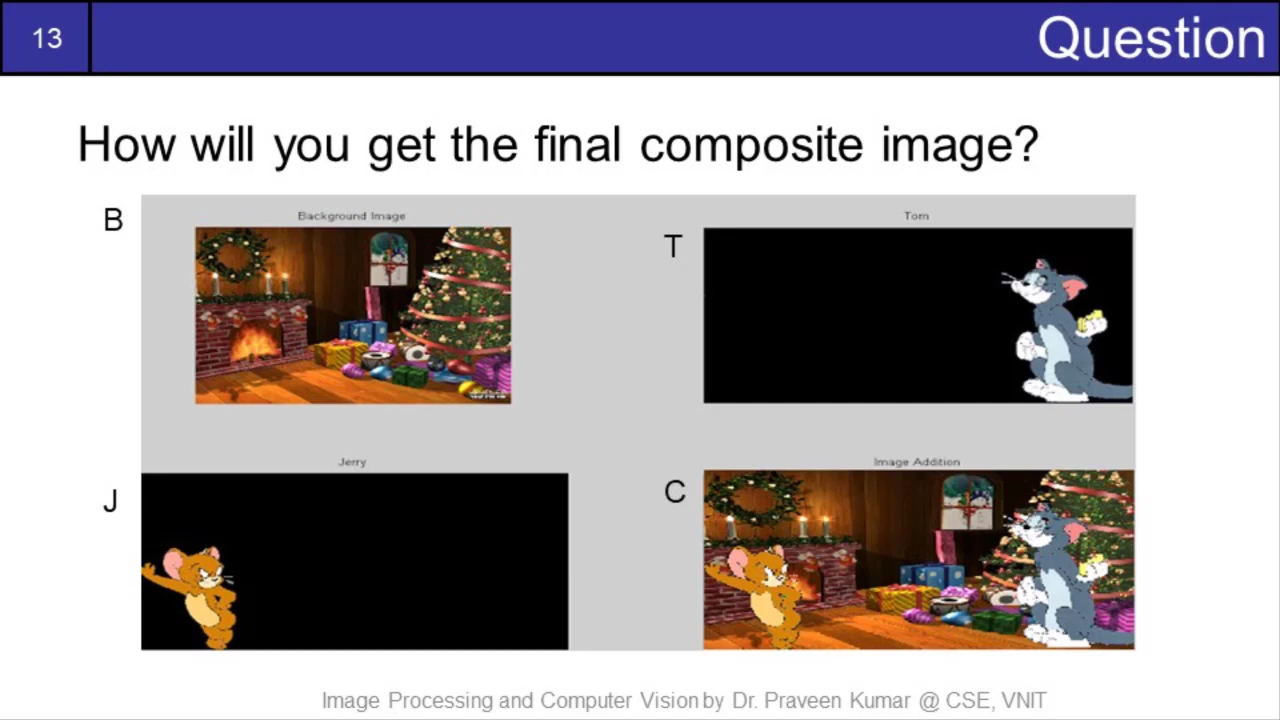 13
Question
How will you get the final composite image?
B
Background Image
T
Tom
J
Jerry
C
Image Addition
Image Processing and Computer Vision by Dr. Praveen Kumar @ CSE, VNIT